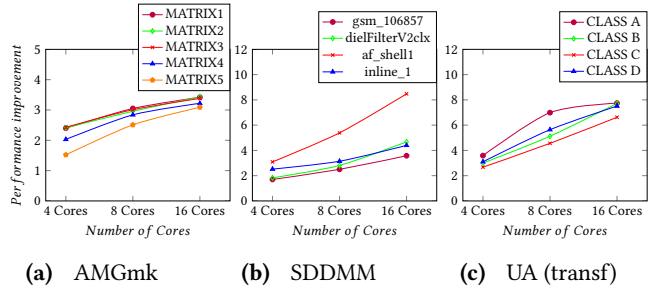 MATRIX1
MATRIX2
MATRIX3
MATRIX4
MATRIX5
Performance improvement
5
4
3
2
1
0
4 Cores 8 Cores 16 Cores
Number of Cores
(a) AMGmk
gsm_106857
dielFilterV2clx
af_shell1
inline_1
12
10
8
6
4
2
0
4 Cores 8 Cores 16 Cores
Number of Cores
(b) SDDMM
CLASS A
CLASS B
CLASS C
CLASS D
12
10
8
6
4
2
0
4 Cores 8 Cores 16 Cores
Number of Cores
(c) UA (transf)